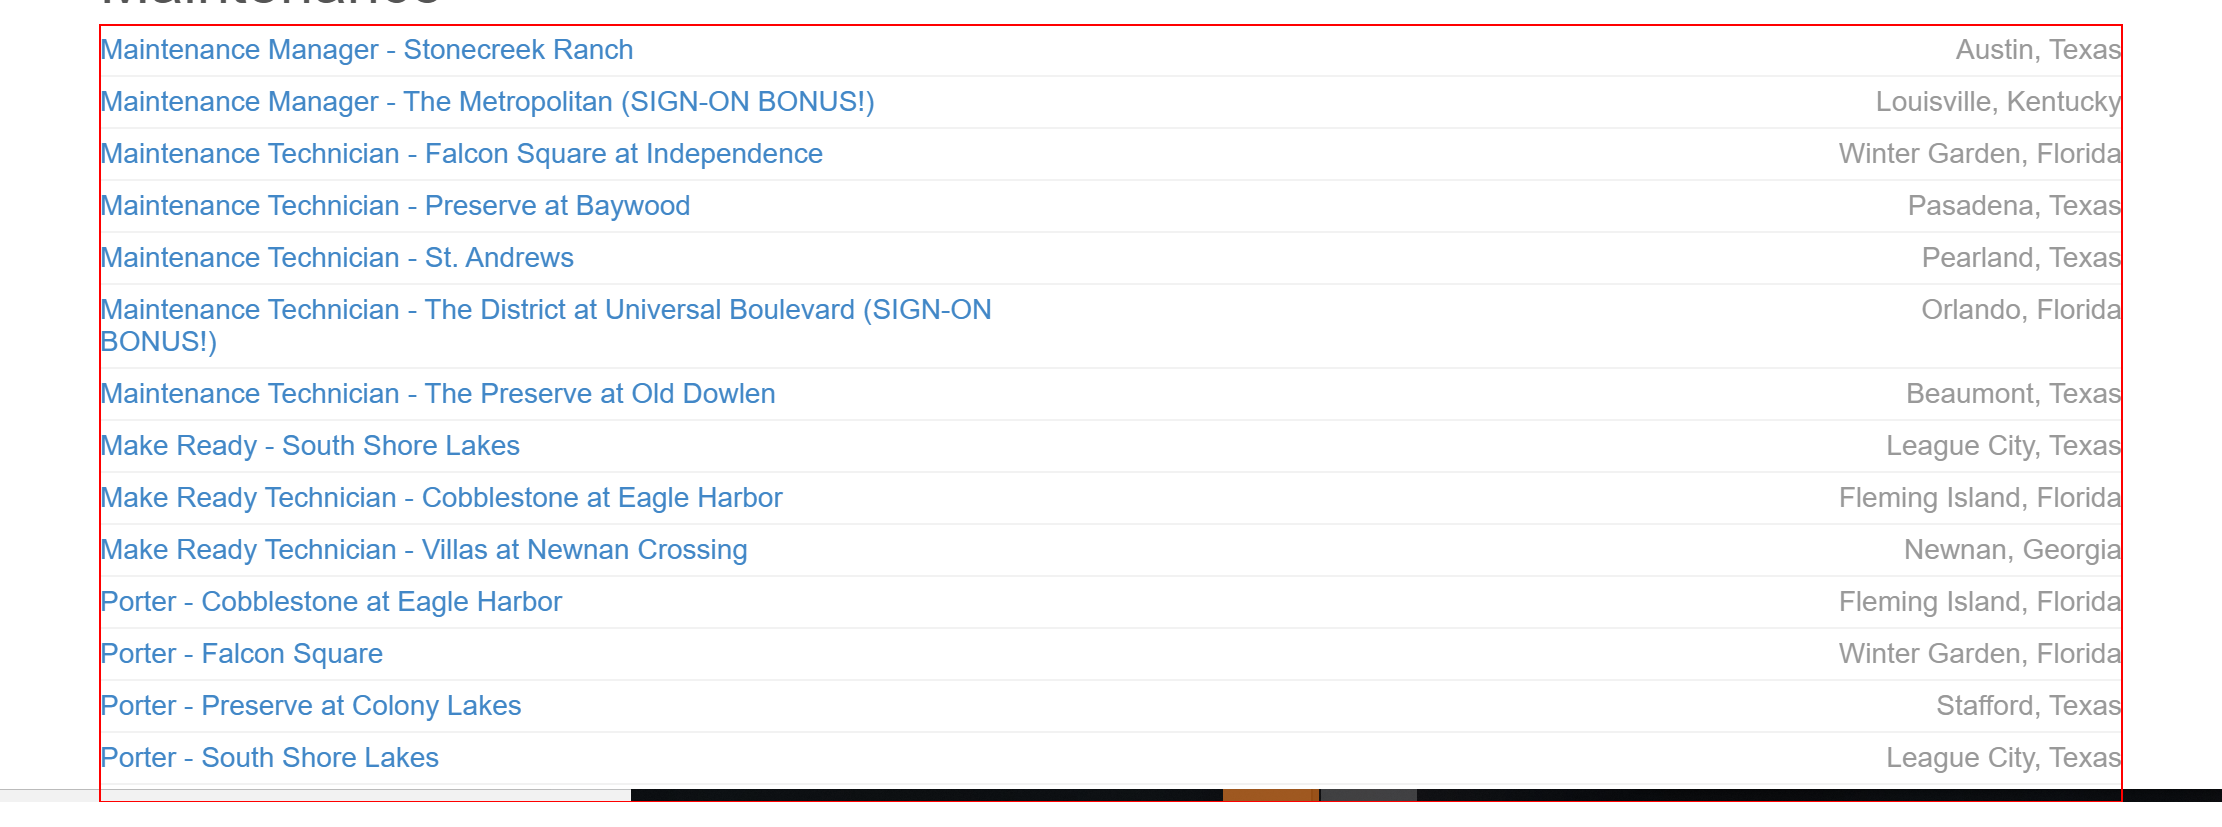 Maintenance
Maintenance Manager - Stonecreek Ranch Austin, Texas
Maintenance Manager - The Metropolitan (SIGN-ON BONUS!) Louisville, Kentucky
Maintenance Technician - Falcon Square at Independence Winter Garden, Florida
Maintenance Technician - Preserve at Baywood Pasadena, Texas
Maintenance Technician - St. Andrews Pearland, Texas
Maintenance Technician - The District at Universal Boulevard (SIGN-ON Orlando, Florida
BONUS!)
Maintenance Technician - The Preserve at Old Dowlen Beaumont, Texas
Make Ready - South Shore Lakes League City, Texas
Make Ready Technician - Cobblestone at Eagle Harbor Fleming Island, Florida
Make Ready Technician - Villas at Newnan Crossing Newnan, Georgia
Porter - Cobblestone at Eagle Harbor Fleming Island, Florida
Porter - Falcon Square Winter Garden, Florida
Porter - Preserve at Colony Lakes Stafford, Texas
Porter - South Shore Lakes League City, Texas